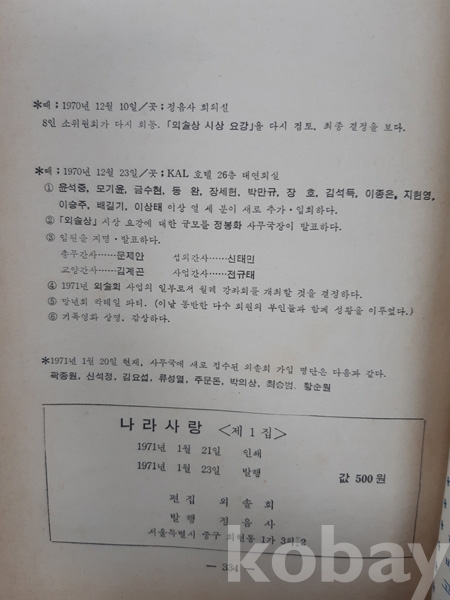 ✻때; 1970년 12월 10일/곳; 정음사 회의실
8인 소위원회가 다시 회동, 「외솔상 시상 요강」을 다시 검토, 최종 결정을 보다.
✻때; 1970년 12월 23일/곳; KAL 호텔 26층 대연회실
① 윤석중, 모기윤, 금수현, 동 완, 장세헌, 박만규, 장 호, 김석득, 이종은, 지헌영,
이승주, 배길기, 이상태 이상 열 세 분이 새로 추가·입회하다.
② 「외솔상」 시상 요강에 대한 규모를 정봉화 사무국장이 발표하다.
③ 임원을 지명·발표하다.
총무간사……문제안 섭외간사……신태민
교양간사……김계곤 사업간사……전규태
④ 1971년 외솔회 사업의 일부로서 월례 강좌회를 개최할 것을 결정하다.
⑤ 망년회 칵테일 파티. (이날 동반한 다수 회원의 부인들과 함께 성황을 이루었다.)
⑥ 기록영화 상영, 감상하다.
✻1971년 1월 20일 현재, 사무국에 새로 접수된 외솔회 가입 명단은 다음과 같다.
곽종원, 신석정, 김요섭, 류성열, 주문돈, 박의상, 최승범, 황순원
나라사랑 <제 1 집>
1971년 1월 21일 인쇄
1971년 1월 23일 발행
값 500원
편집 외솔회
발행 정음사
서울특별시 중구 회현동 1가 3의 2
— 334 —
kobay